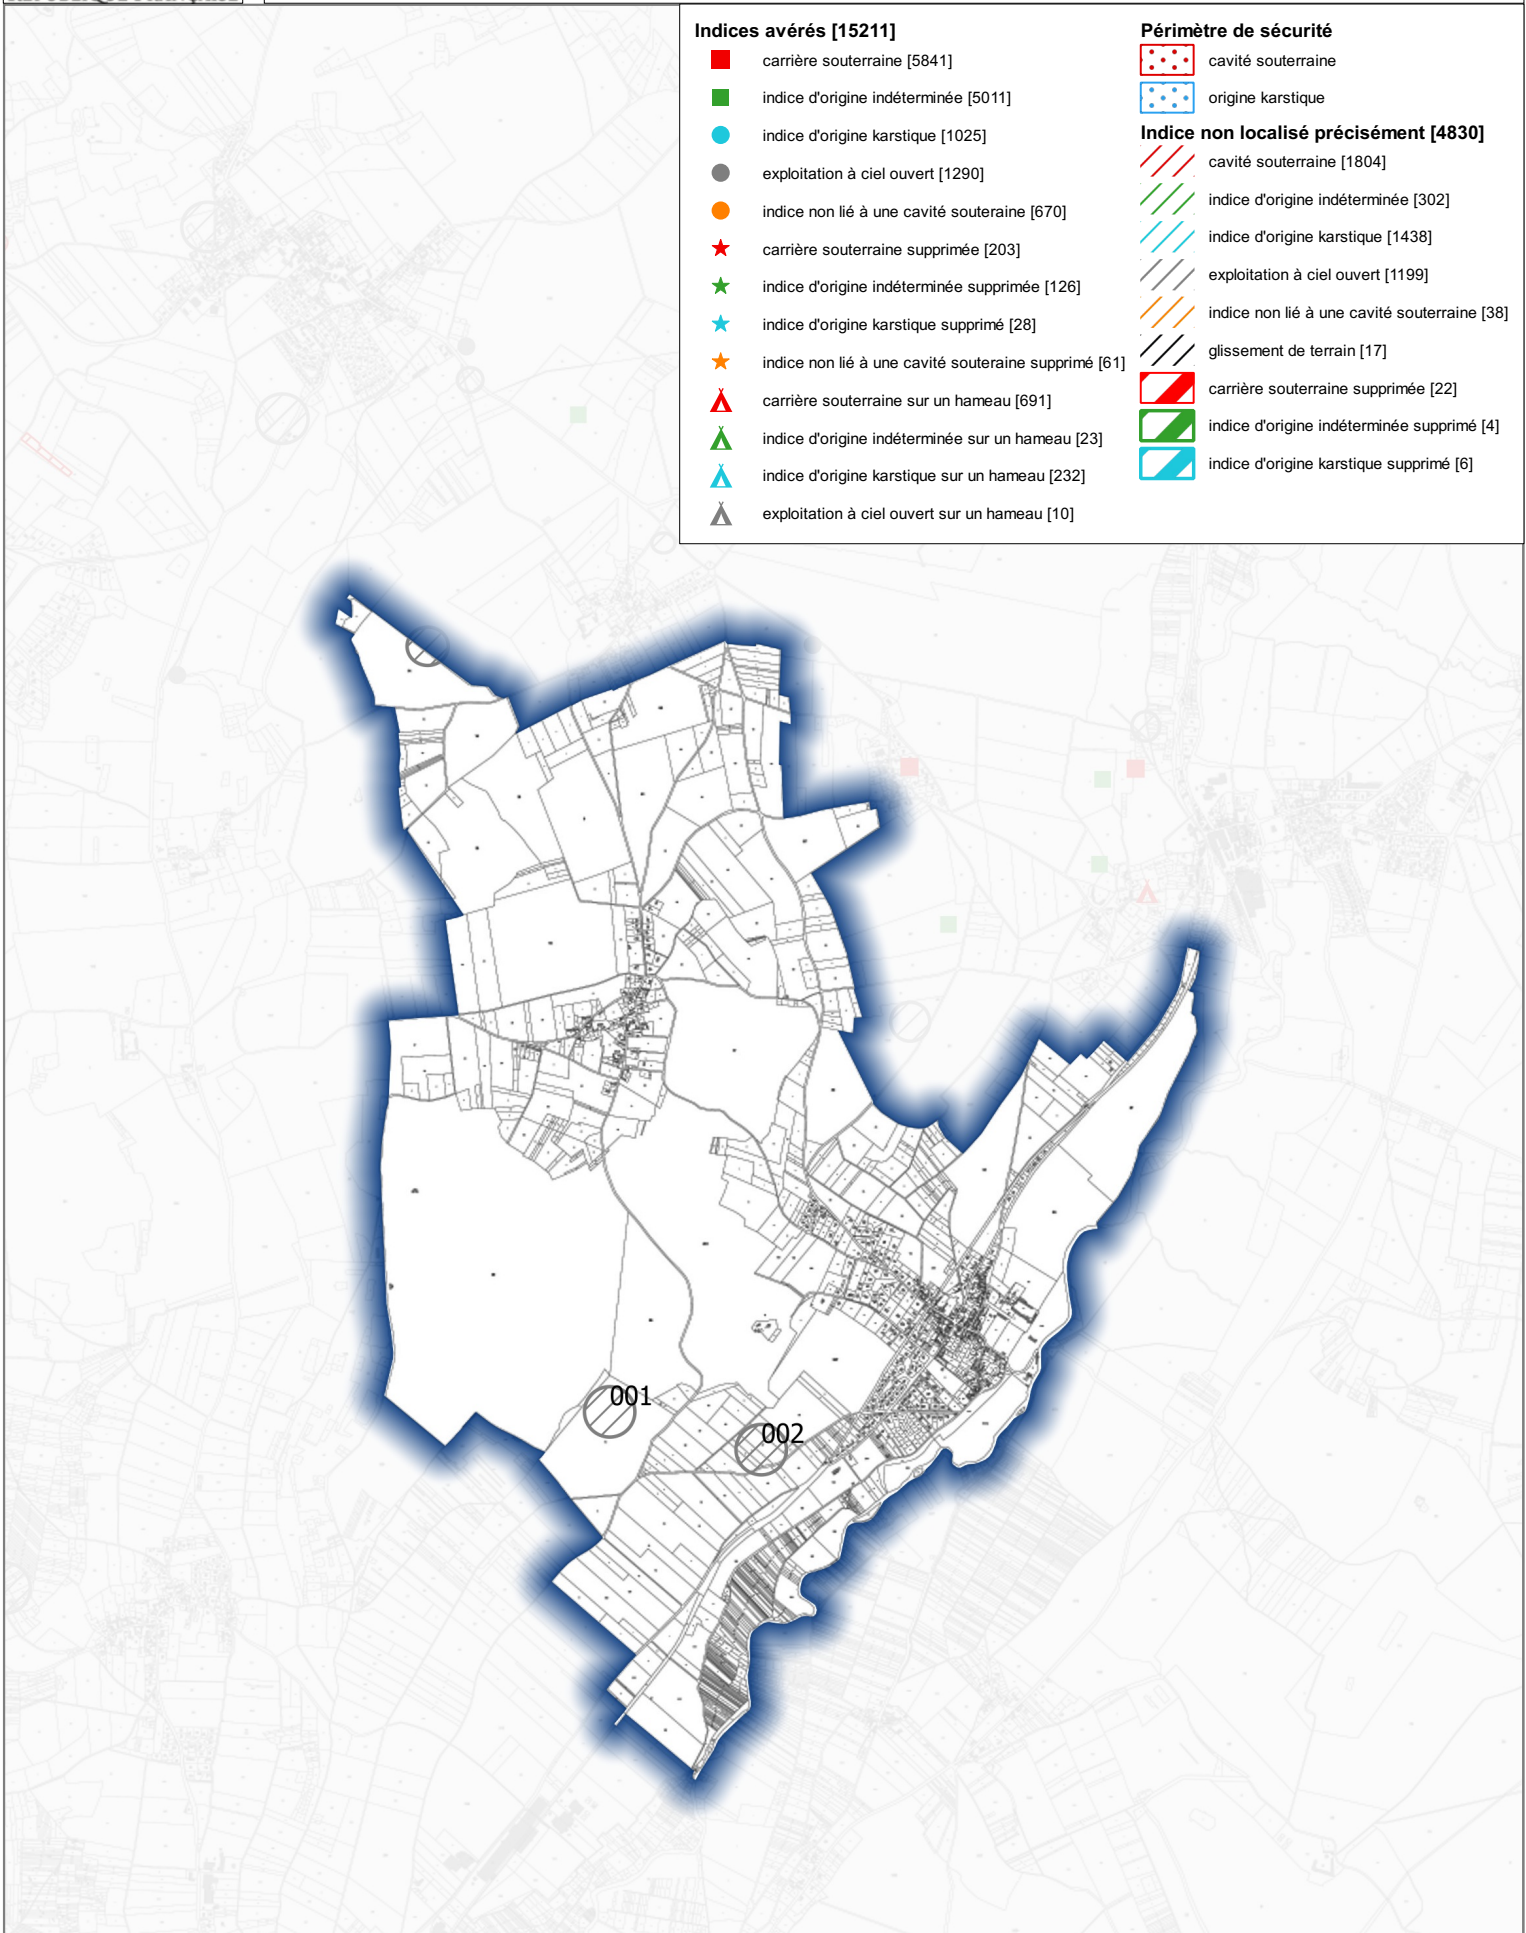 Indices avérés [15211]
carrière souterraine [5841]
indice d'origine indéterminée [5011]
indice d'origine karstique [1025]
exploitation à ciel ouvert [1290]
indice non lié à une cavité souteraine [670]
carrière souterraine supprimée [203]
indice d'origine indéterminée supprimée [126]
indice d'origine karstique supprimé [28]
indice non lié à une cavité souteraine supprimé [61]
carrière souterraine sur un hameau [691]
indice d'origine indéterminée sur un hameau [23]
indice d'origine karstique sur un hameau [232]
exploitation à ciel ouvert sur un hameau [10]
Périmètre de sécurité
cavité souterraine
origine karstique
Indice non localisé précisément [4830]
cavité souterraine [1804]
indice d'origine indéterminée [302]
indice d'origine karstique [1438]
exploitation à ciel ouvert [1199]
indice non lié à une cavité souterraine [38]
glissement de terrain [17]
carrière souterraine supprimée [22]
indice d'origine indéterminée supprimé [4]
indice d'origine karstique supprimé [6]
001
002